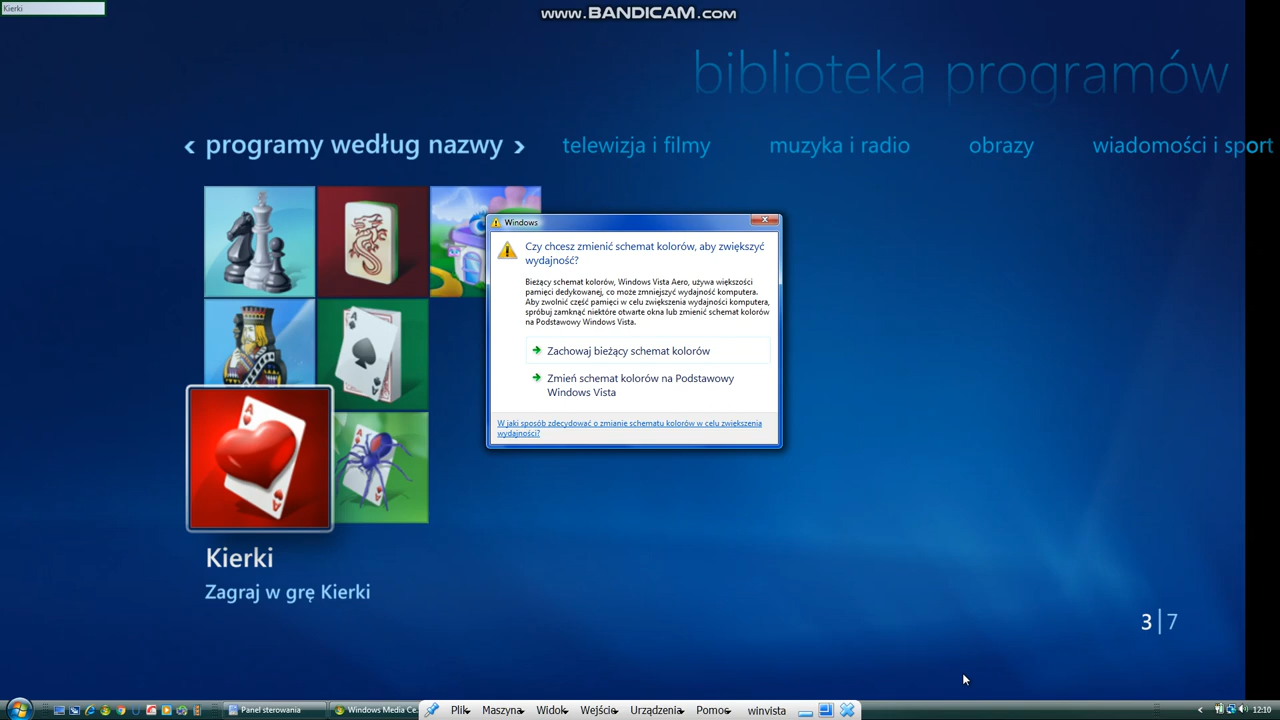 Kierki
www.BANDICAM.com
biblioteka programów
programy według nazwy
telewizja i filmy
muzyka i radio
obrazy
wiadomości i sport
Windows
Czy chcesz zmienić schemat kolorów, aby zwiększyć
wydajność?
Bieżący schemat kolorów, Windows Vista Aero, używa większości
pamięci dedykowanej, co może zmniejszyć wydajność komputera.
Aby zwolnić część pamięci w celu zwiększenia wydajności komputera,
spróbuj zamknąć niektóre otwarte okna lub zmienić schemat kolorów
na Podstawowy Windows Vista.
Zachowaj bieżący schemat kolorów
Zmień schemat kolorów na Podstawowy
Windows Vista
W jaki sposób zdecydować o zmianie schematu kolorów w celu zwiększenia
wydajności?
Kierki
Zagraj w grę Kierki
3 | 7
Panel sterowania
Windows Media Ce...
Plik
Maszyna
Widok
Wejście
Urządzenia
Pomoc
winvista
12:10